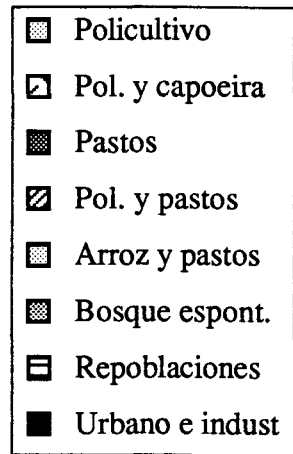 Policultivo
Pol. y capoeira
Pastos
Pol. y pastos
Arroz y pastos
Bosque espont.
Repoblaciones
Urbano e indust